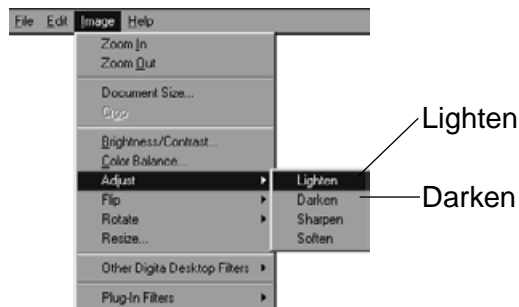 File Edit Image Help
Zoom In
Zoom Out
Document Size...
Crop
Brightness/Contrast...
Color Balance...
Adjust
Flip
Rotate
Resize...
Other Digita Desktop Filters
Plug-In Filters
Lighten
Darken
Sharpen
Soften
Lighten
Darken